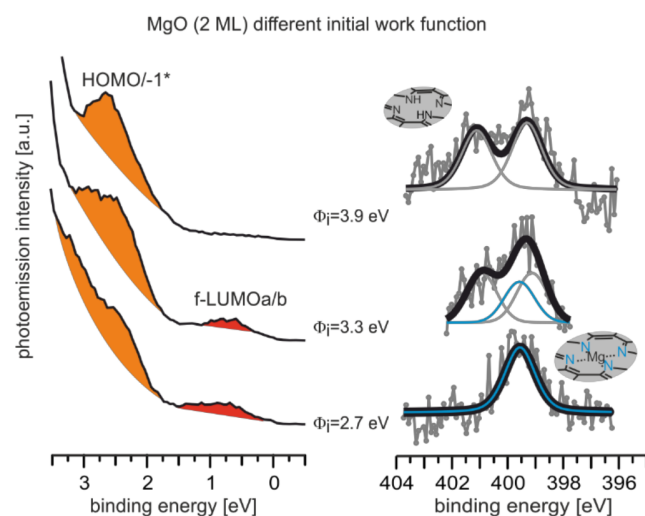 MgO (2 ML) different initial work function
HOMO/-1*
photoemission intensity [a.u.]
f-LUMOa/b
Φi=3.9 eV
Φi=3.3 eV
Φi=2.7 eV
NH
N
N
HN
N
N
Mg
N
N
3 2 1 0
binding energy [eV]
404 402 400 398 396
binding energy [eV]